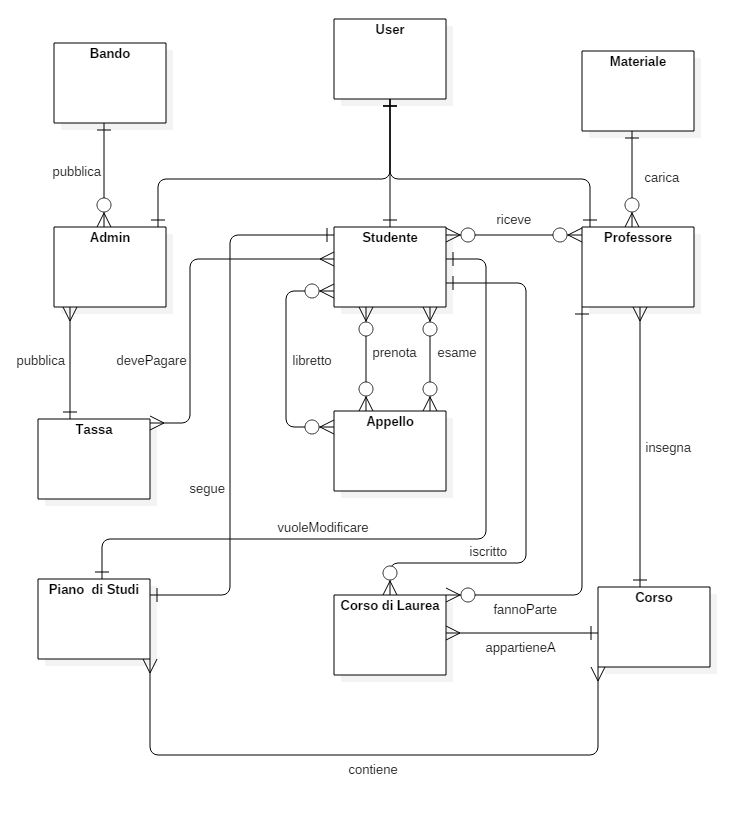 User
Bando
Materiale
pubblica
carica
riceve
Admin
Studente
Professore
pubblica
devePagare
libretto
prenota
esame
Tassa
Appello
insegna
segue
vuoleModificare
iscritto
Piano  di Studi
Corso di Laurea
Corso
fannoParte
appartieneA
contiene